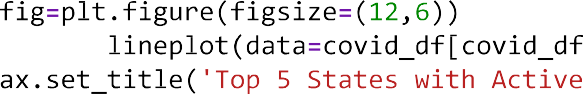 fig=plt.figure(figsize=(12,6))
lineplot(data=covid_df[covid_df
ax.set_title('Top 5 States with Active